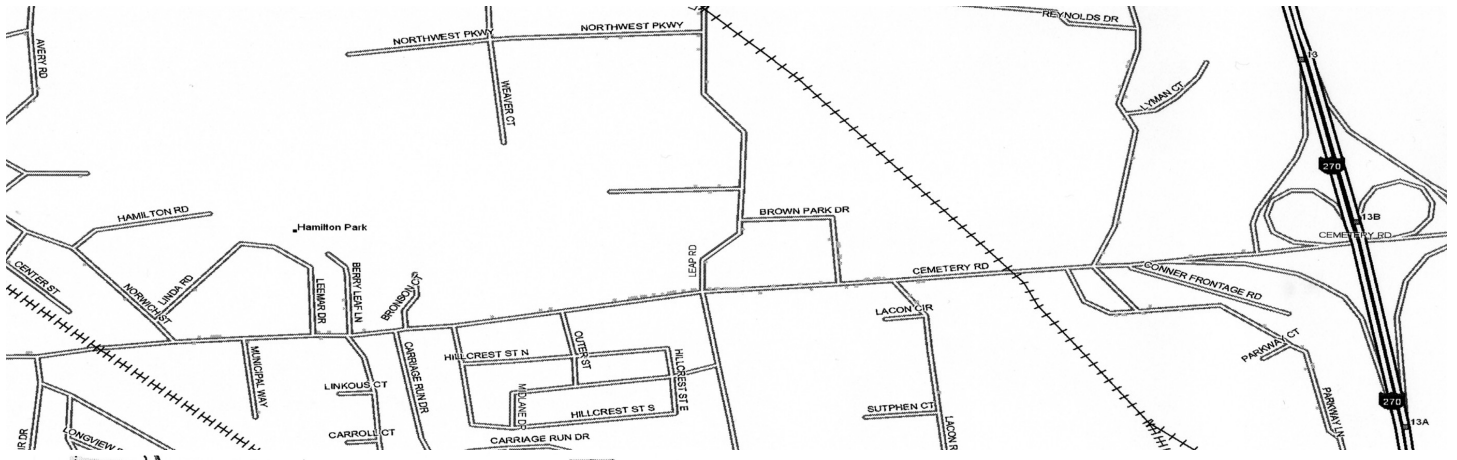 REYNOLDS DR
NORTHWEST PKWY
NORTHWEST PKWY
AVERY RD
13
WEAVER CT
LYMAN CT
270
HAMILTON RD
BROWN PARK DR
13B
Hamilton Park
CEMETERY RD
LEAP RD
CENTER ST
NORWICH ST
LINDA RD
LEEMAR DR
BERRY LEAF LN
BRONSON
CEMETERY RD
CONNER FRONTAGE RD
LACON CIR
OUTER ST
MUNICIPAL WAY
CARRIAGE RUN DR
HILLCREST ST N
HILLCREST ST E
PARKWAY CT
LINKOUS CT
MIDLANE DR
HILLCREST ST S
SUTPHEN CT
PARKWAY LN
270
13A
CARROLL CT
CARRIAGE RUN DR
LACON
DR
LONGVIEW